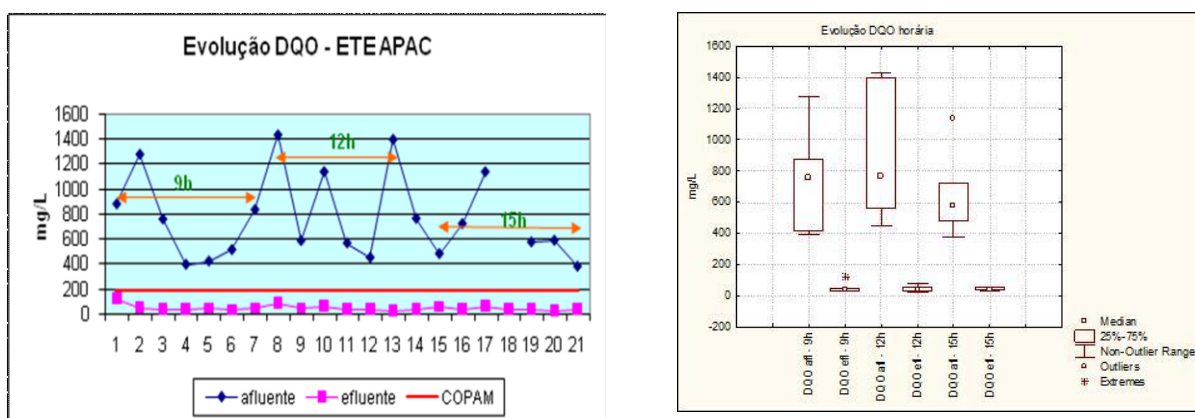 Evolução DQO - ETE APAC
1600
1400
1200
1000
800
600
400
200
0
mg/L
12h
9h
15h
1 2 3 4 5 6 7 8 9 10 11 12 13 14 15 16 17 18 19 20 21
afluente efluente COPAM
Evolução DQO horária
1600
1400
1200
1000
800
600
400
200
0
-200
mg/L
DQO afl - 9h
DQO efl - 9h
DQO afl - 12h
DQO efl - 12h
DQO afl - 15h
DQO efl - 15h
Median
25%-75%
Non-Outlier Range
Outliers
Extremes